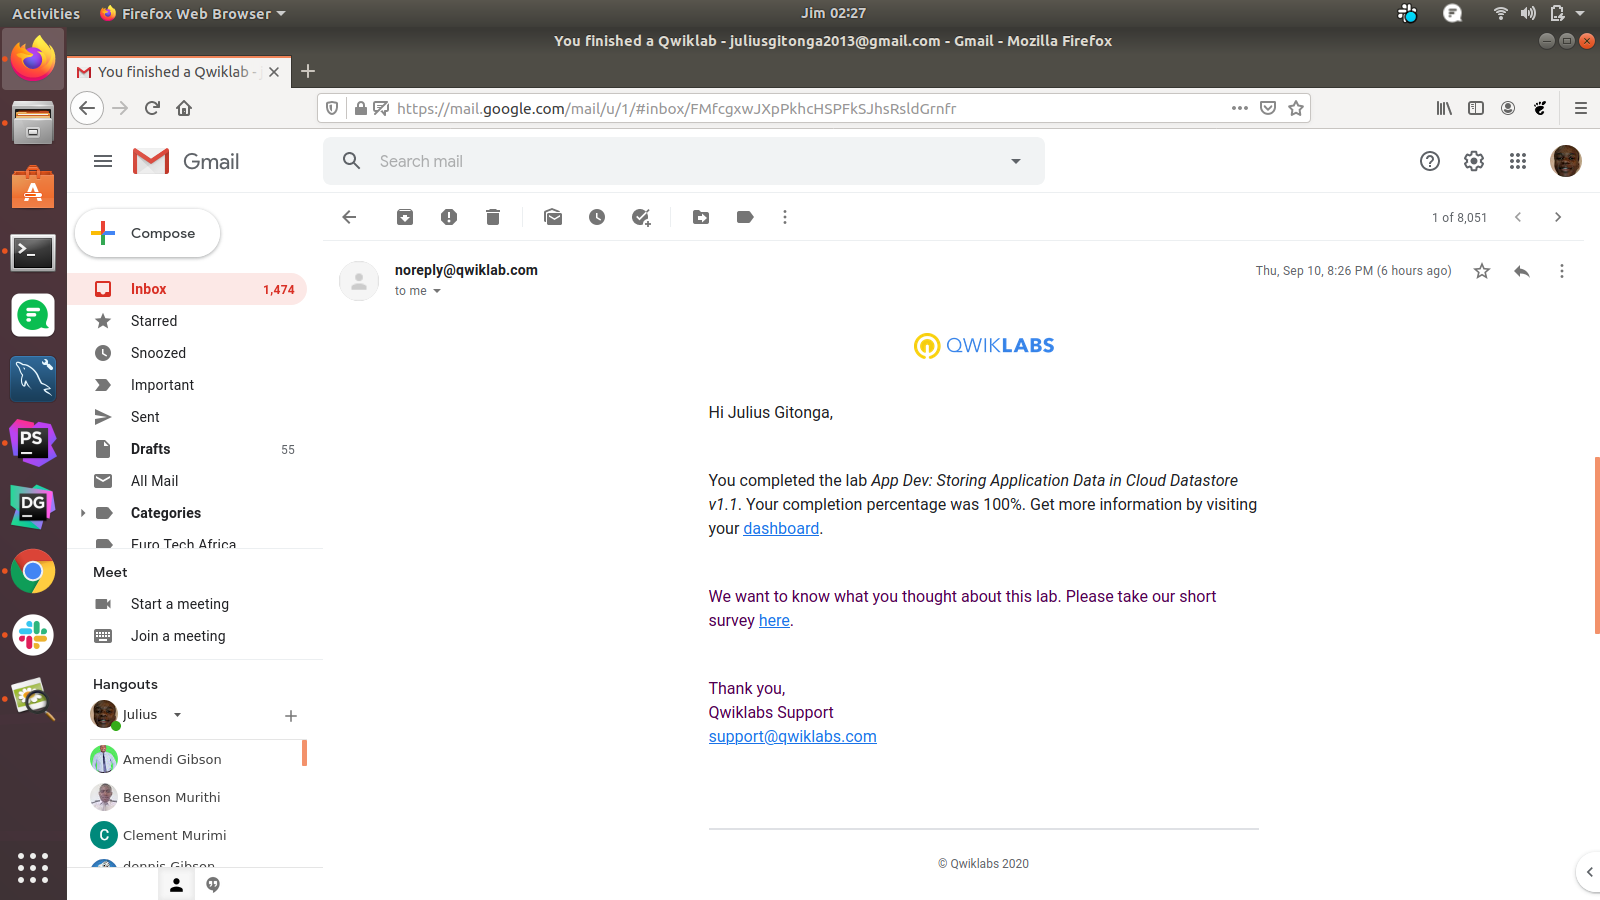 Activities
Firefox Web Browser
Jim 02:27
You finished a Qwiklab - juliusgitonga2013@gmail.com - Gmail - Mozilla Firefox
You finished a Qwiklab -
https://mail.google.com/mail/u/1/#inbox/FMfcgxwJXpPkhcHSPFkSJhsRsldGrnfr
Gmail
Search mail
Compose
1 of 8,051
Inbox 1,474
Starred
Snoozed
Important
Sent
Drafts 55
All Mail
Categories
Euro Tech Africa
Meet
Start a meeting
Join a meeting
Hangouts
Julius
Amendi Gibson
Benson Murithi
C Clement Murimi
dennis Gibson
noreply@qwiklab.com
to me
Thu, Sep 10, 8:26 PM (6 hours ago)
QWIKLABS
Hi Julius Gitonga,
You completed the lab App Dev: Storing Application Data in Cloud Datastore
v1.1. Your completion percentage was 100%. Get more information by visiting
your dashboard.
We want to know what you thought about this lab. Please take our short
survey here.
Thank you,
Qwiklabs Support
support@qwiklabs.com
© Qwiklabs 2020
PS
DG